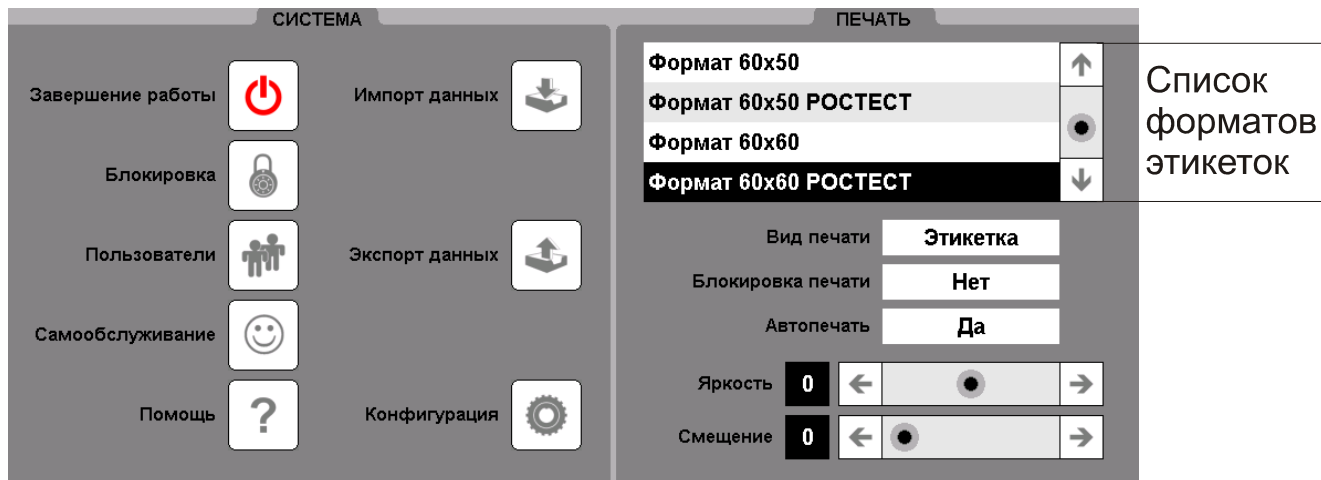 СИСТЕМА
Завершение работы
Импорт данных
Блокировка
Пользователи
Экспорт данных
Самообслуживание
Помощь
?
Конфигурация
ПЕЧАТЬ
Формат 60x50
Формат 60x50 РОСТЕСТ
Формат 60x60
Формат 60x60 РОСТЕСТ
Вид печати Этикетка
Блокировка печати Нет
Автопечать Да
Яркость 0
Смещение 0
Список
форматов
этикеток